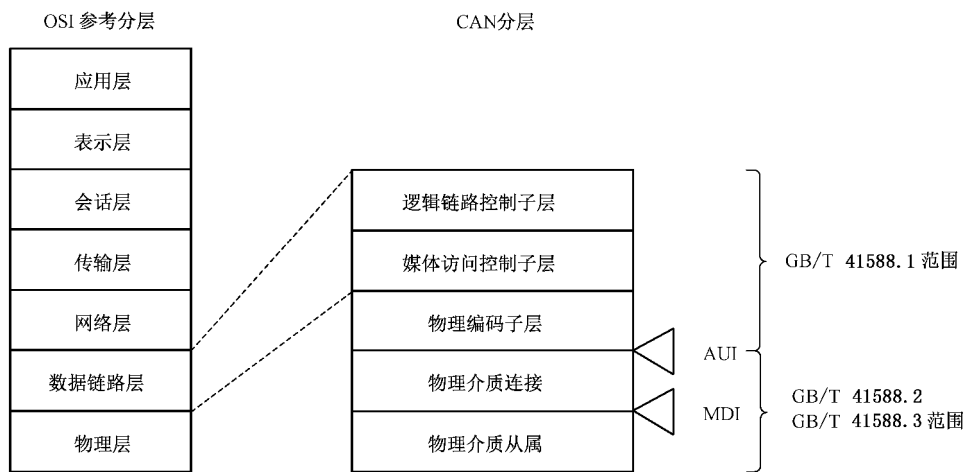 OSI 参考分层
CAN分层
应用层
表示层
会话层
传输层
网络层
数据链路层
物理层
逻辑链路控制子层
媒体访问控制子层
物理编码子层
物理介质连接
物理介质从属
AUI
MDI
GB/T 41588.1 范围
GB/T 41588.2
GB/T 41588.3 范围